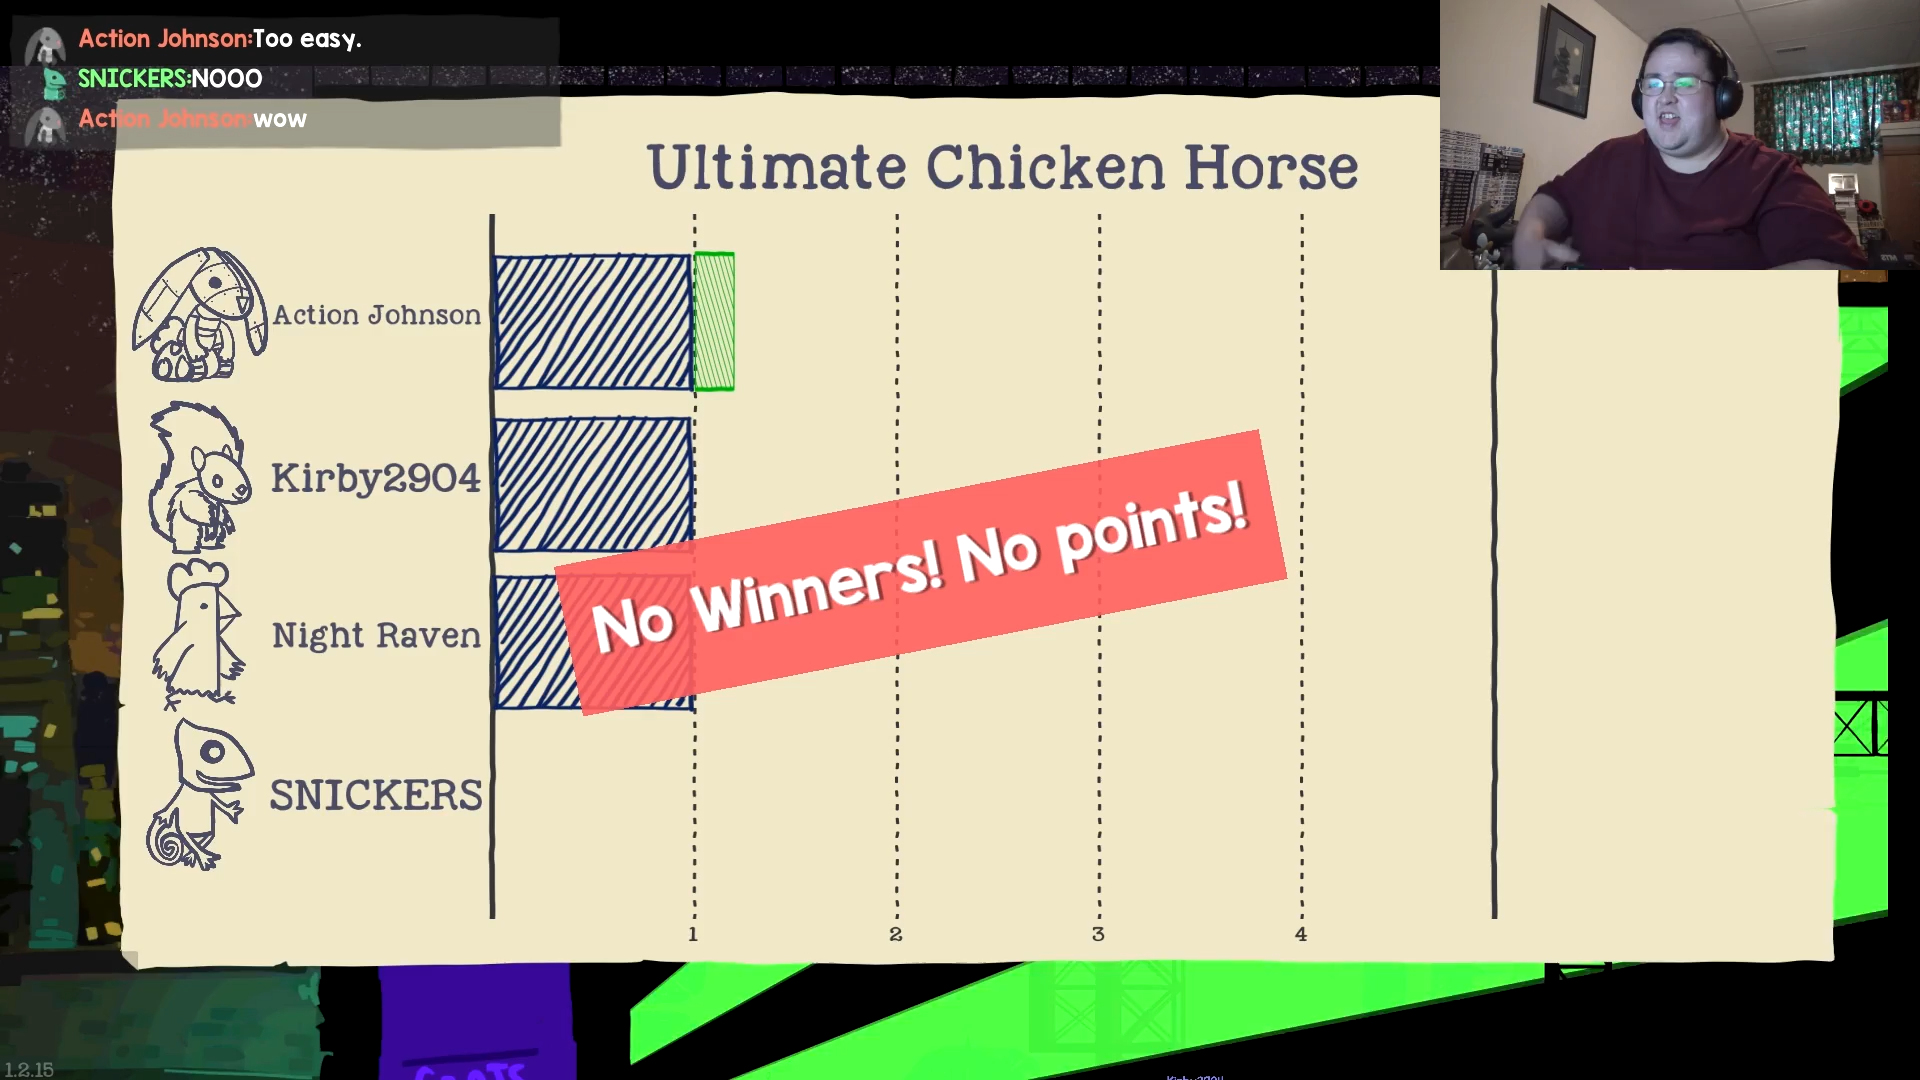 Action Johnson:Too easy.
SNICKERS:NOOO
Action Johnson:wow
Ultimate Chicken Horse
Action Johnson
Kirby2904
Night Raven
SNICKERS
No Winners! No points!
1 2 3 4
1.2.15
Kirby2904